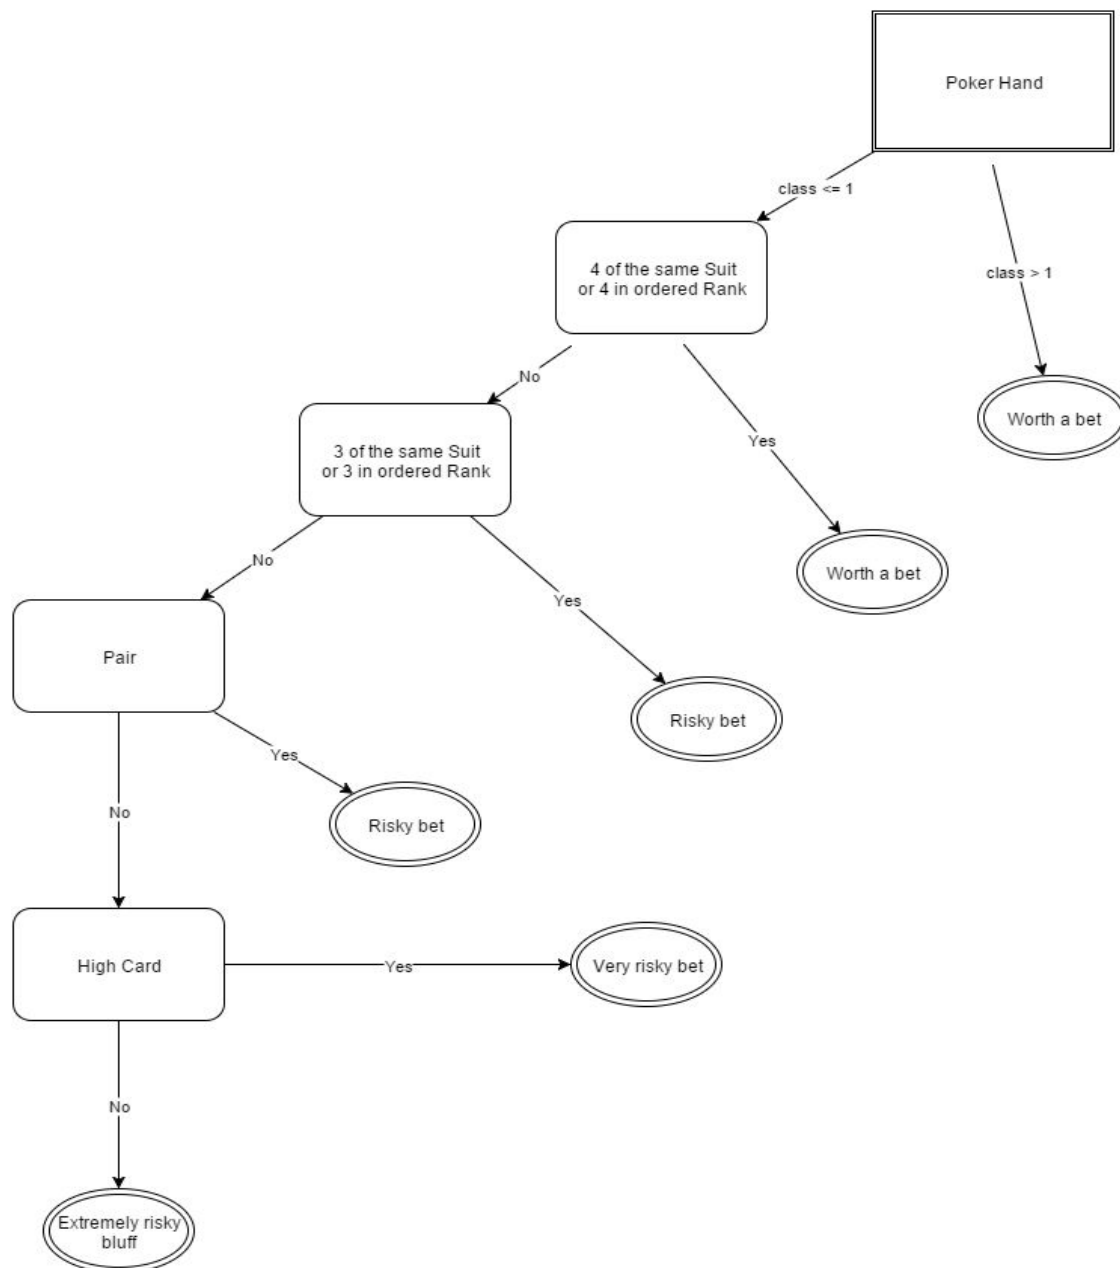 Poker Hand
class <= 1
4 of the same Suit
or 4 in ordered Rank
class > 1
No
Worth a bet
3 of the same Suit
or 3 in ordered Rank
Yes
No
Worth a bet
Yes
Pair
Risky bet
Yes
No
Risky bet
High Card
Yes
Very risky bet
No
Extremely risky
bluff